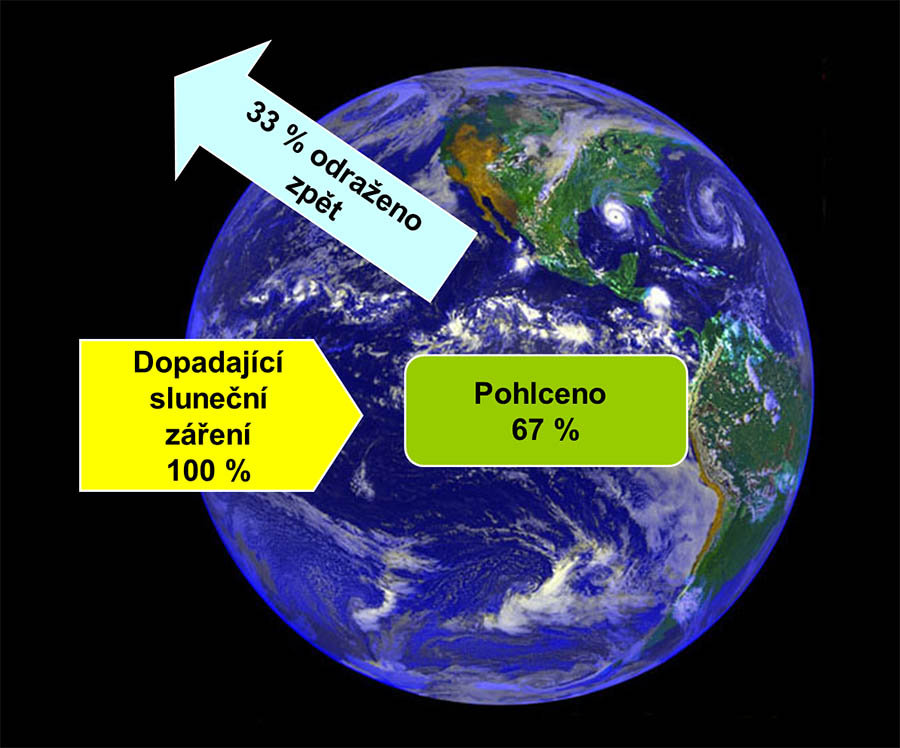 33 % odraženo
zpět
Dopadající
sluneční
záření
100 %
Pohlceno
67 %